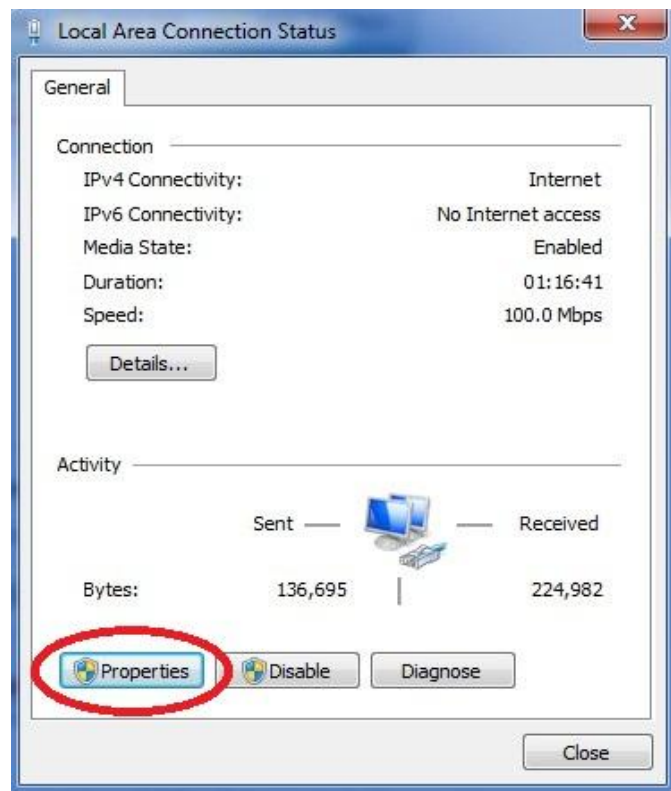 Local Area Connection Status
General
Connection
IPv4 Connectivity: Internet
IPv6 Connectivity: No Internet access
Media State: Enabled
Duration: 01:16:41
Speed: 100.0 Mbps
Details...
Activity
Sent Received
Bytes: 136,695 224,982
Properties Disable Diagnose
Close